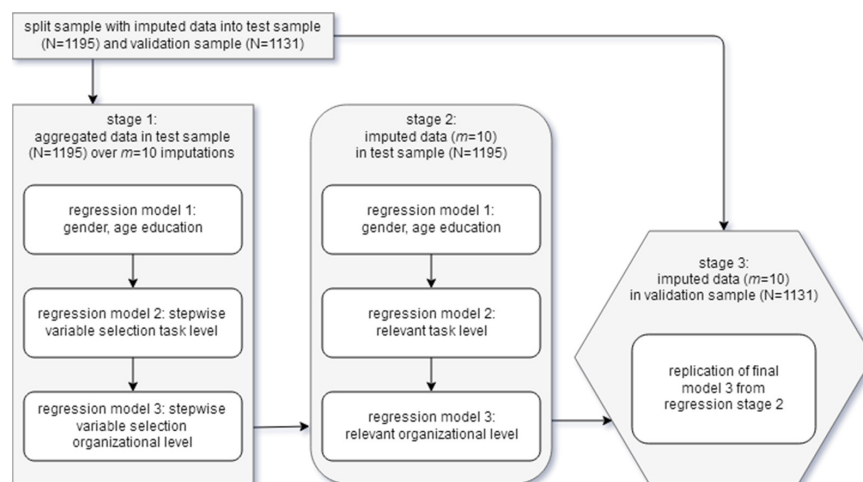 split sample with imputed data into test sample
(N=1195) and validation sample (N=1131)
stage 1:
aggregated data in test sample
(N=1195) over m=10 imputations
regression model 1:
gender, age education
regression model 2: stepwise
variable selection task level
regression model 3: stepwise
variable selection
organizational level
stage 2:
imputed data (m=10)
in test sample (N=1195)
regression model 1:
gender, age education
regression model 2:
relevant task level
regression model 3:
relevant organizational level
stage 3:
imputed data (m=10)
in validation sample (N=1131)
replication of final
model 3 from
regression stage 2